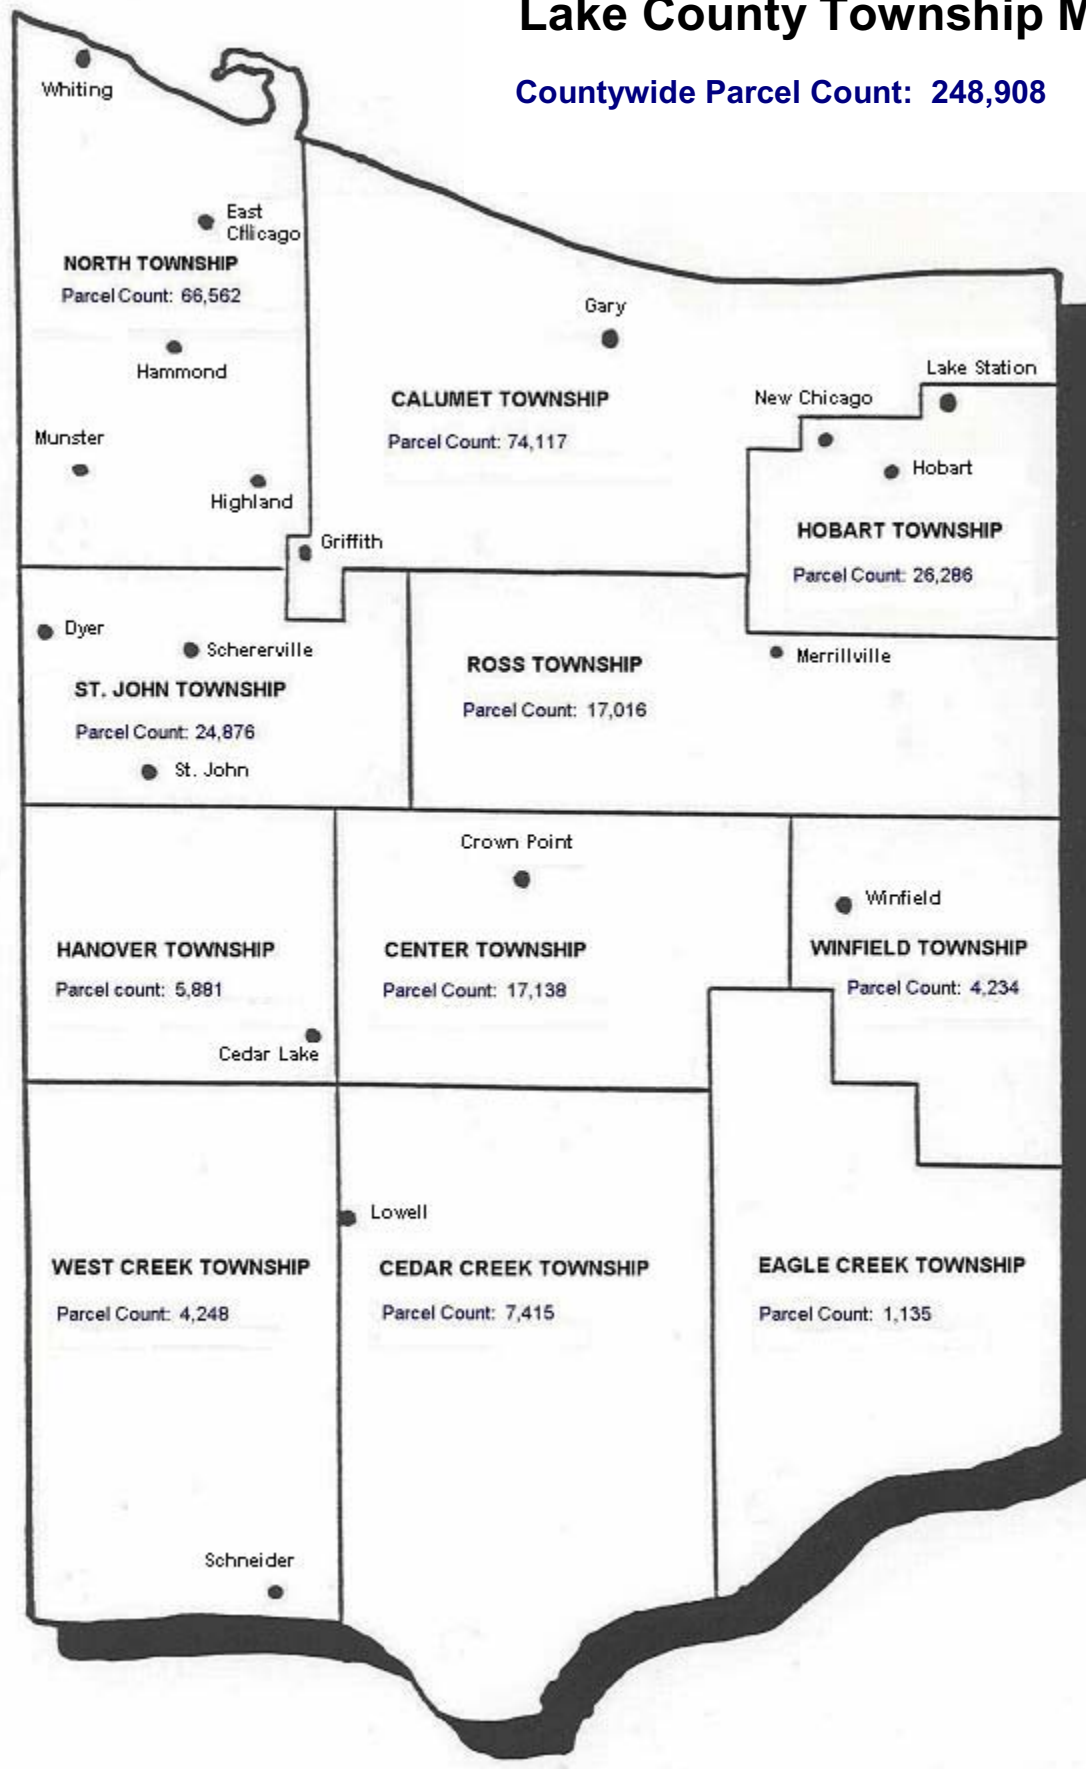 Lake County Township M
Countywide Parcel Count: 248,908
Whiting
East
Chicago
NORTH TOWNSHIP
Parcel Count: 66,562
Gary
Hammond
Lake Station
CALUMET TOWNSHIP
New Chicago
Parcel Count: 74,117
Munster
Hobart
Highland
HOBART TOWNSHIP
Griffith
Parcel Count: 26,286
Dyer
Schererville
Merrillville
ROSS TOWNSHIP
ST. JOHN TOWNSHIP
Parcel Count: 17,016
Parcel Count: 24,876
St. John
Crown Point
Winfield
HANOVER TOWNSHIP
CENTER TOWNSHIP
WINFIELD TOWNSHIP
Parcel count: 5,881
Parcel Count: 17,138
Parcel Count: 4,234
Cedar Lake
Lowell
WEST CREEK TOWNSHIP
CEDAR CREEK TOWNSHIP
EAGLE CREEK TOWNSHIP
Parcel Count: 4,248
Parcel Count: 7,415
Parcel Count: 1,135
Schneider